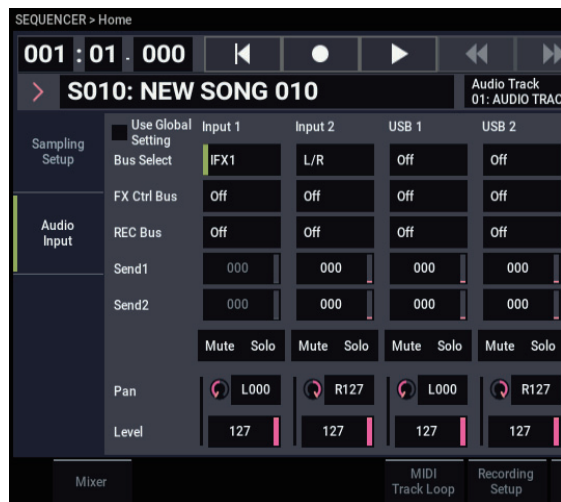 SEQUENCER > Home
001 : 01 . 000
S010: NEW SONG 010
Audio Track
01: AUDIO TRAC
Sampling
Setup
Audio
Input
Use Global
Setting
Input 1 Input 2 USB 1 USB 2
Bus Select IFX1 L/R Off Off
FX Ctrl Bus Off Off Off Off
REC Bus Off Off Off Off
Send1 000 000 000 000
Send2 000 000 000 000
Mute Solo Mute Solo Mute Solo Mute Solo
Pan L000 R127 L000 R127
Level 127 127 127 127
Mixer
MIDI
Track Loop
Recording
Setup